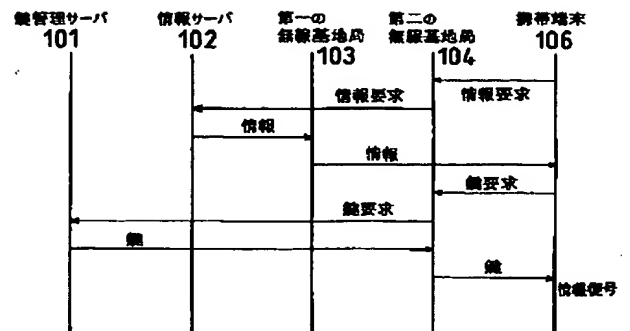 鍵管理サーバ
101
情報サーバ
102
第一の
無線基地局
103
第二の
無線基地局
104
携帯端末
106
情報要求
情報要求
情報
情報
鍵要求
鍵要求
鍵
鍵
情報復号